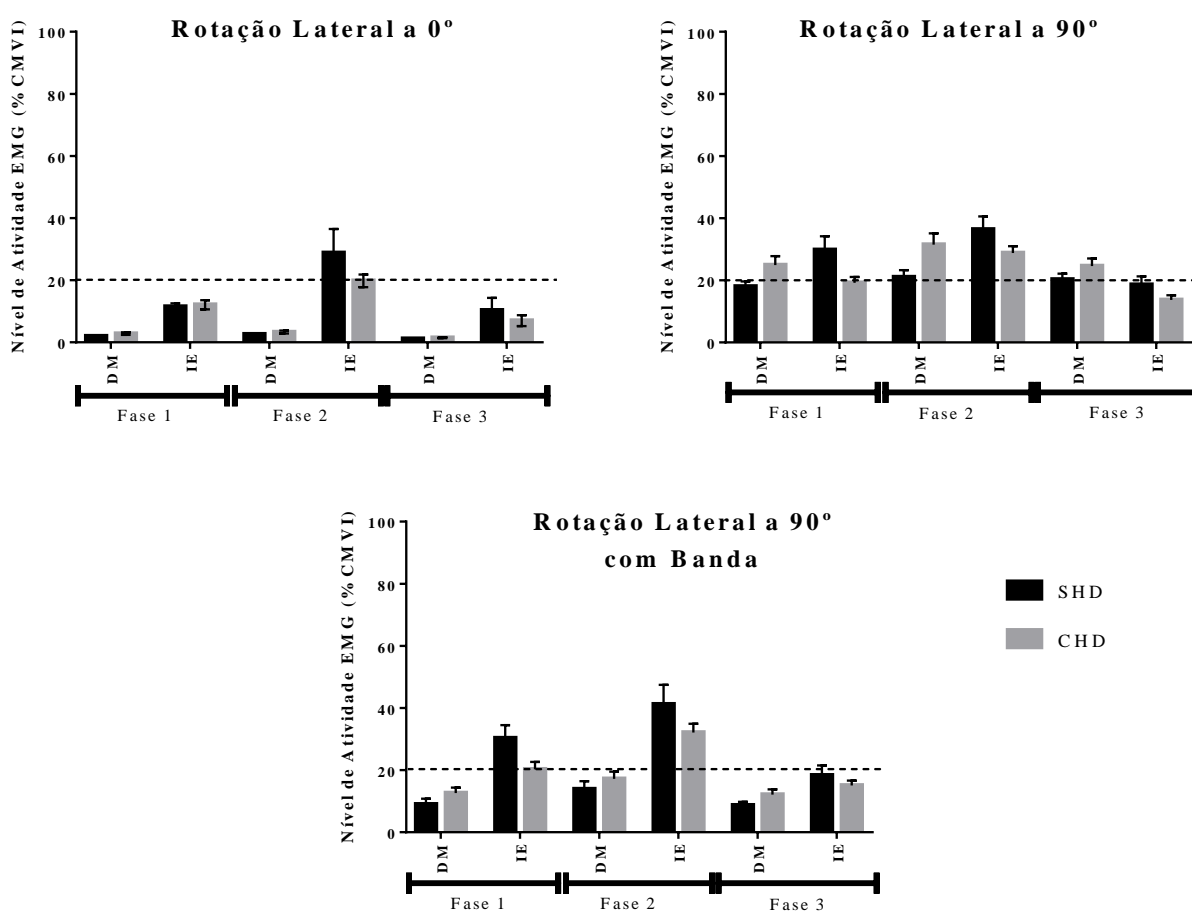 Rotação Lateral a 0º
Nível de Atividade EMG (%CMVI)
100
80
60
40
20
0
DM
IE
DM
IE
DM
IE
Fase 1
Fase 2
Fase 3
Rotação Lateral a 90º
Nível de Atividade EMG (%CMVI)
100
80
60
40
20
0
DM
IE
DM
IE
DM
IE
Fase 1
Fase 2
Fase 3
Rotação Lateral a 90º
com Banda
Nível de Atividade EMG (%CMVI)
100
80
60
40
20
0
DM
IE
DM
IE
DM
IE
Fase 1
Fase 2
Fase 3
SHD
CHD